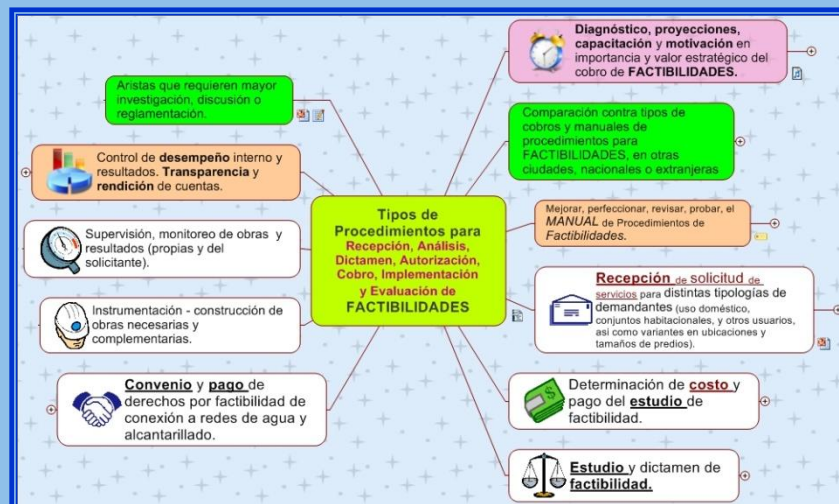 Diagnóstico, proyecciones,
capacitación y motivación en
importancia y valor estratégico del
cobro de FACTIBILIDADES.
Comparación contra tipos de
cobros y manuales de
procedimientos para
FACTIBILIDADES, en otras
ciudades, nacionales o extranjeras
Mejorar, perfeccionar, revisar, probar, el
MANUAL de Procedimientos de
Factibilidades.
Recepción de solicitud de
servicios para distintas tipologías de
demandantes (uso doméstico,
conjuntos habitacionales, y otros usuarios,
así como variantes en ubicaciones y
tamaños de predios).
Determinación de costo y
pago del estudio de
factibilidad.
Estudio y dictamen de
factibilidad.
Tipos de
Procedimientos para
Recepción, Análisis,
Dictamen, Autorización,
Cobro, Implementación
y Evaluación de
FACTIBILIDADES
Aristas que requieren mayor
investigación, discusión o
reglamentación.
Control de desempeño interno y
resultados. Transparencia y
rendición de cuentas.
Supervisión, monitoreo de obras y
resultados (propias y del
solicitante).
Instrumentación - construcción de
obras necesarias y
complementarias.
Convenio y pago de
derechos por factibilidad de
conexión a redes de agua y
alcantarillado.